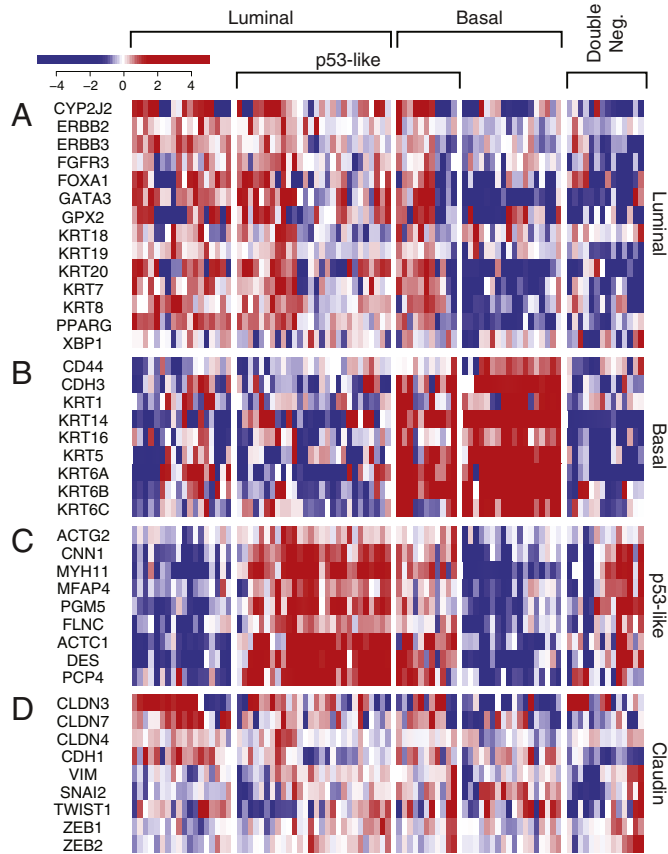 Luminal
Basal
Double
Neg.
p53-like
−4
−2
0
2
4
A
CYP2J2
ERBB2
ERBB3
FGFR3
FOXA1
GATA3
GPX2
KRT18
KRT19
KRT20
KRT7
KRT8
PPARG
XBP1
Luminal
B
CD44
CDH3
KRT1
KRT14
KRT16
KRT5
KRT6A
KRT6B
KRT6C
Basal
C
ACTG2
CNN1
MYH11
MFAP4
PGM5
FLNC
ACTC1
DES
PCP4
p53-like
D
CLDN3
CLDN7
CLDN4
CDH1
VIM
SNAI2
TWIST1
ZEB1
ZEB2
Claudin